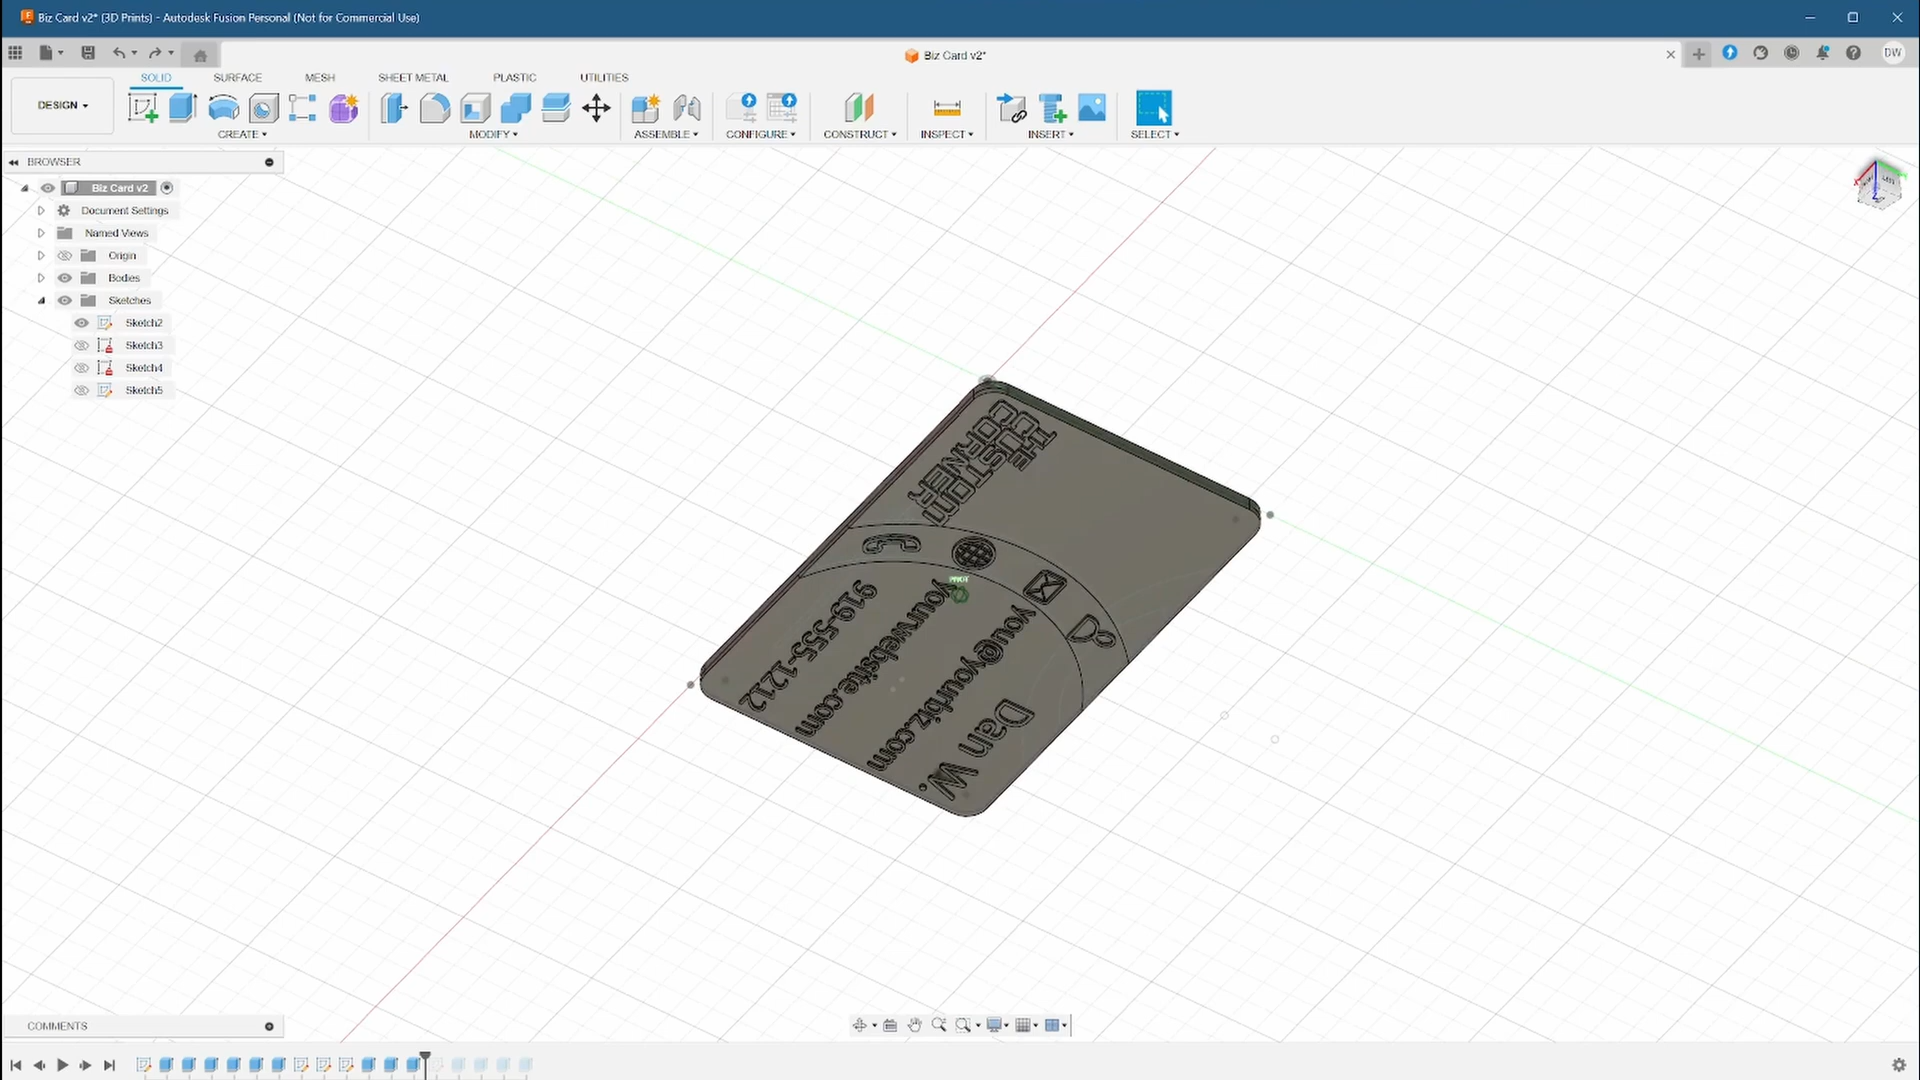 Biz Card v2* (3D Prints) - Autodesk Fusion Personal (Not for Commercial Use)
Biz Card v2*
DW
DESIGN
SOLID
SURFACE
MESH
SHEET METAL
PLASTIC
UTILITIES
CREATE
MODIFY
ASSEMBLE
CONFIGURE
CONSTRUCT
INSPECT
INSERT
SELECT
BROWSER
Biz Card v2
Document Settings
Named Views
Origin
Bodies
Sketches
Sketch2
Sketch3
Sketch4
Sketch5
THE
CUSTOM
CORNER
919-555-1212
yourwebsite.com
you@yourbiz.com
Dan W.
PIVOT
COMMENTS